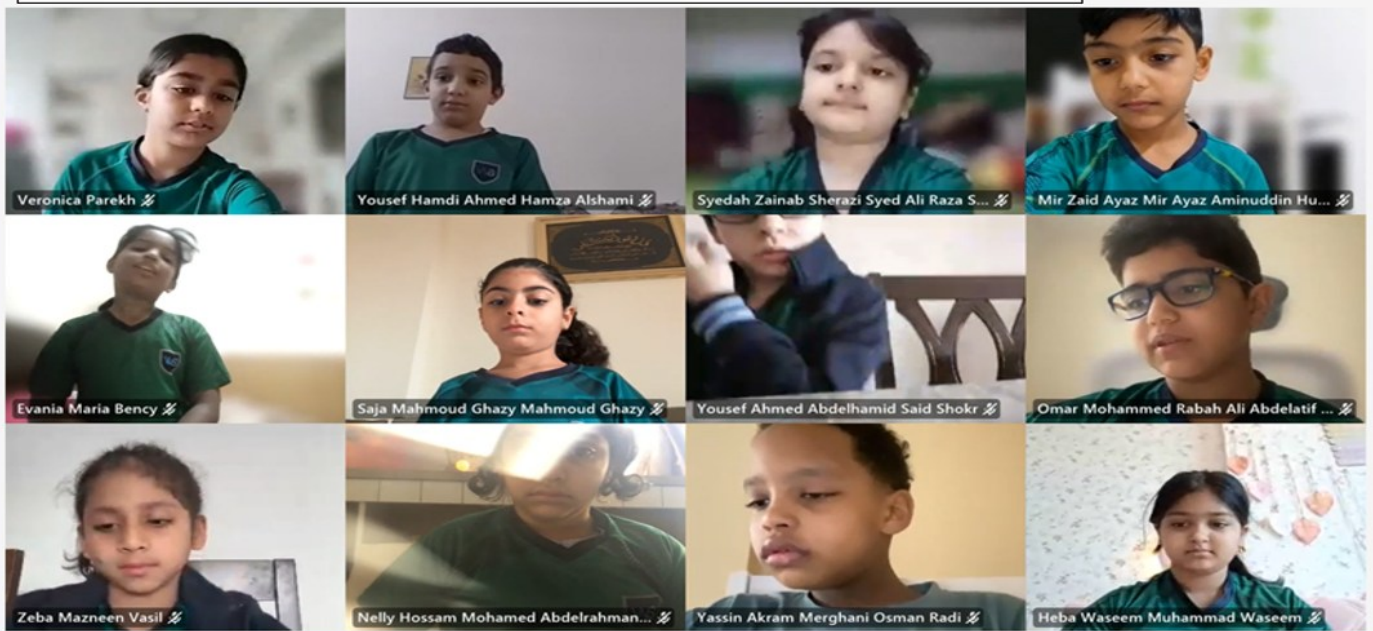 Veronica Parekh
Yousef Hamdi Ahmed Hamza Alshami
Syedah Zainab Sherazi Syed Ali Raza S...
Mir Zaid Ayaz Mir Ayaz Aminuddin Hu...
Evania Maria Bency
Saja Mahmoud Ghazy Mahmoud Ghazy
Yousef Ahmed Abdelhamid Said Shokr
Omar Mohammed Rabah Ali Abdelatif ...
Zeba Mazneen Vasil
Nelly Hossam Mohamed Abdelrahman...
Yassin Akram Merghani Osman Radi
Heba Waseem Muhammad Waseem